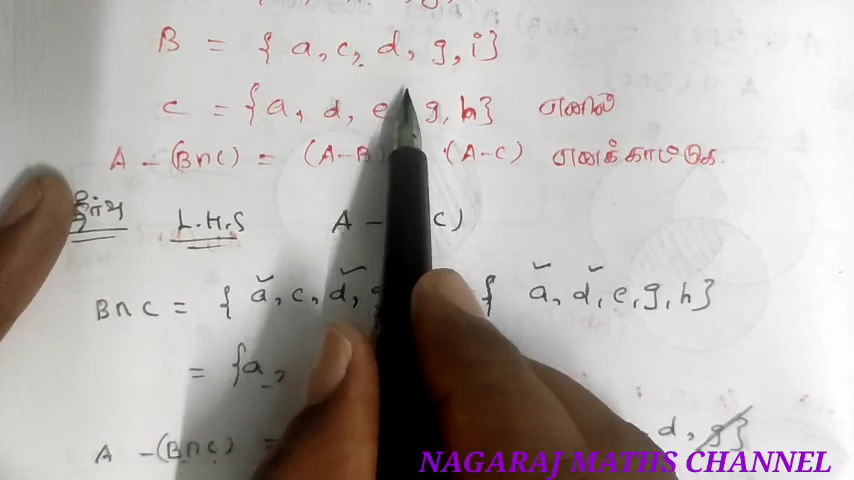 B = { a, c, d, g, i}
C = {a, d, e g, h} எனில்
A - (B∩C) = (A-B) (A-C) எனக்காட்டுக.
தீர்வு L.H.S A - C)
B∩C = { a, c, d, { a, d, e, g, h}
= {a,
A -(B∩C) = d, g}
NAGARAJ MATHS CHANNEL